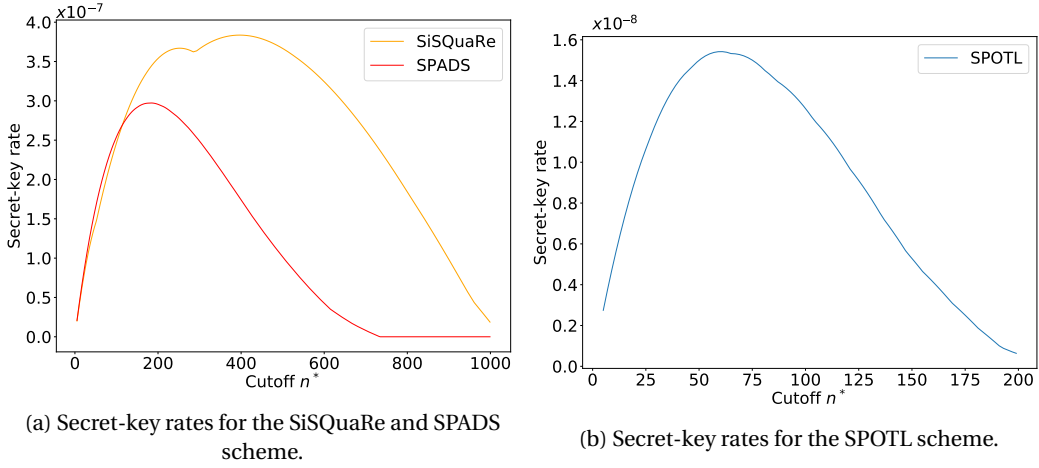 x10⁻⁷
4.0
3.5
3.0
2.5
2.0
1.5
1.0
0.5
0.0
Secret-key rate
SiSQuaRe
SPADS
0 200 400 600 800 1000
Cutoff n*
(a) Secret-key rates for the SiSQuaRe and SPADS
scheme.
x10⁻⁸
1.6
1.4
1.2
1.0
0.8
0.6
0.4
0.2
0.0
Secret-key rate
SPOTL
0 25 50 75 100 125 150 175 200
Cutoff n*
(b) Secret-key rates for the SPOTL scheme.